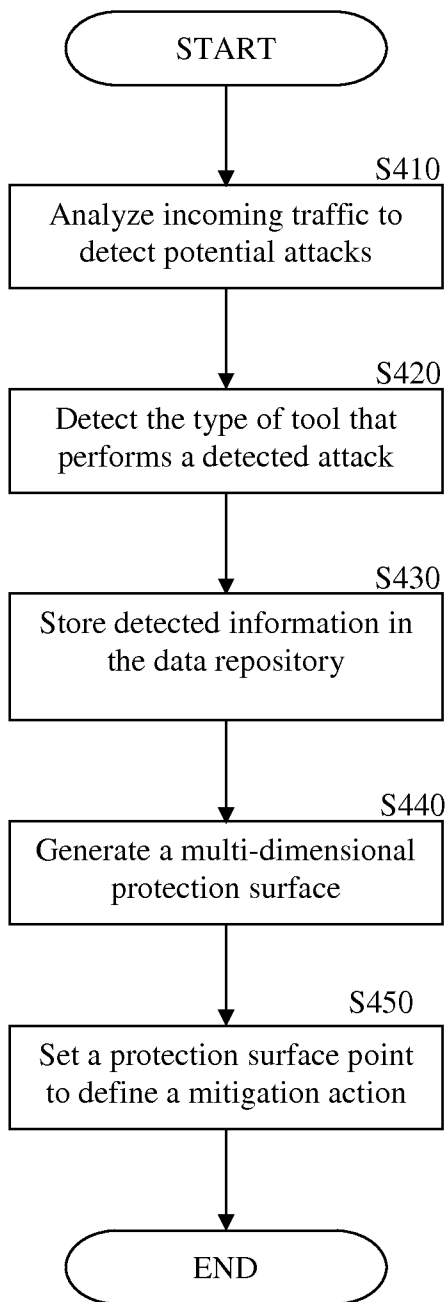 START
S410
Analyze incoming traffic to
detect potential attacks
S420
Detect the type of tool that
performs a detected attack
S430
Store detected information in
the data repository
S440
Generate a multi-dimensional
protection surface
S450
Set a protection surface point
to define a mitigation action
END